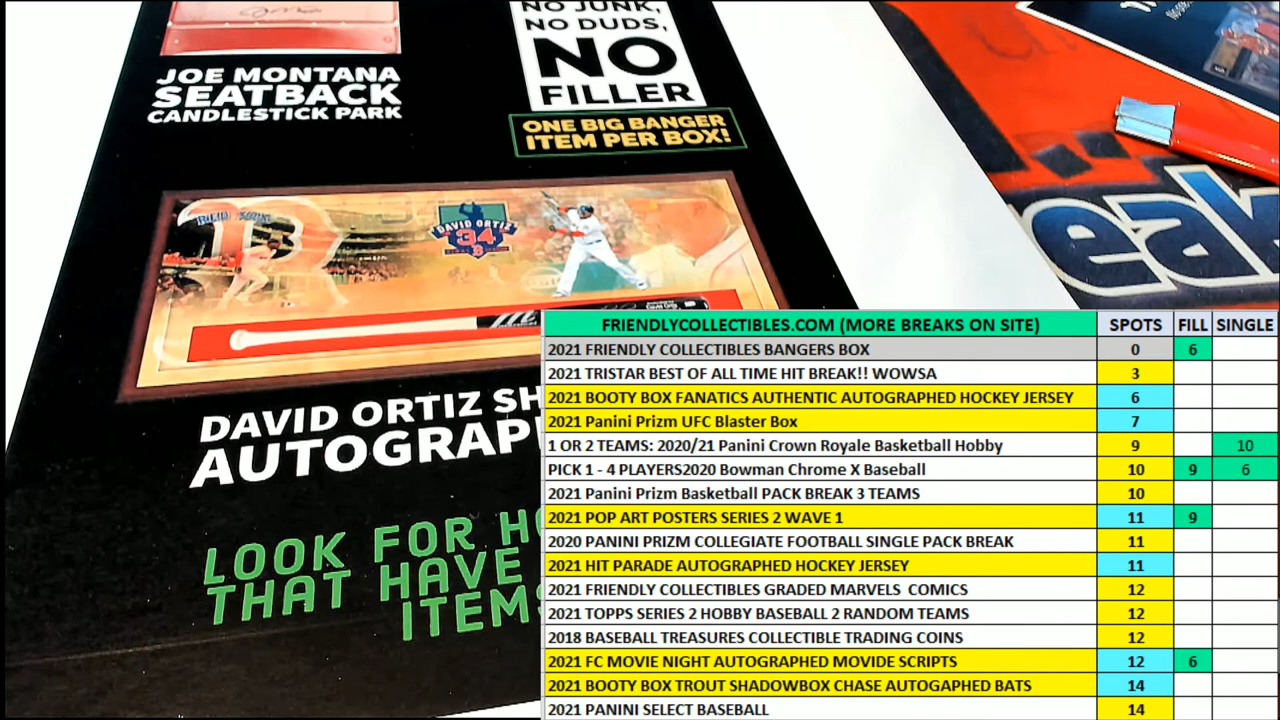 JOE MONTANA
SEATBACK
CANDLESTICK PARK
NO JUNK,
NO DUDS,
NO
FILLER
ONE BIG BANGER
ITEM PER BOX!
DAVID ORTIZ
34
DAVID ORTIZ SH
AUTOGRAP
LOOK FOR HO
THAT HAVE
ITEMS
eak
FRIENDLYCOLLECTIBLES.COM (MORE BREAKS ON SITE) SPOTS FILL SINGLE
2021 FRIENDLY COLLECTIBLES BANGERS BOX 0 6
2021 TRISTAR BEST OF ALL TIME HIT BREAK!! WOWSA 3
2021 BOOTY BOX FANATICS AUTHENTIC AUTOGRAPHED HOCKEY JERSEY 6
2021 Panini Prizm UFC Blaster Box 7
1 OR 2 TEAMS: 2020/21 Panini Crown Royale Basketball Hobby 9 10
PICK 1 - 4 PLAYERS2020 Bowman Chrome X Baseball 10 9 6
2021 Panini Prizm Basketball PACK BREAK 3 TEAMS 10
2021 POP ART POSTERS SERIES 2 WAVE 1 11 9
2020 PANINI PRIZM COLLEGIATE FOOTBALL SINGLE PACK BREAK 11
2021 HIT PARADE AUTOGRAPHED HOCKEY JERSEY 11
2021 FRIENDLY COLLECTIBLES GRADED MARVELS COMICS 12
2021 TOPPS SERIES 2 HOBBY BASEBALL 2 RANDOM TEAMS 12
2018 BASEBALL TREASURES COLLECTIBLE TRADING COINS 12
2021 FC MOVIE NIGHT AUTOGRAPHED MOVIDE SCRIPTS 12 6
2021 BOOTY BOX TROUT SHADOWBOX CHASE AUTOGAPHED BATS 14
2021 PANINI SELECT BASEBALL 14